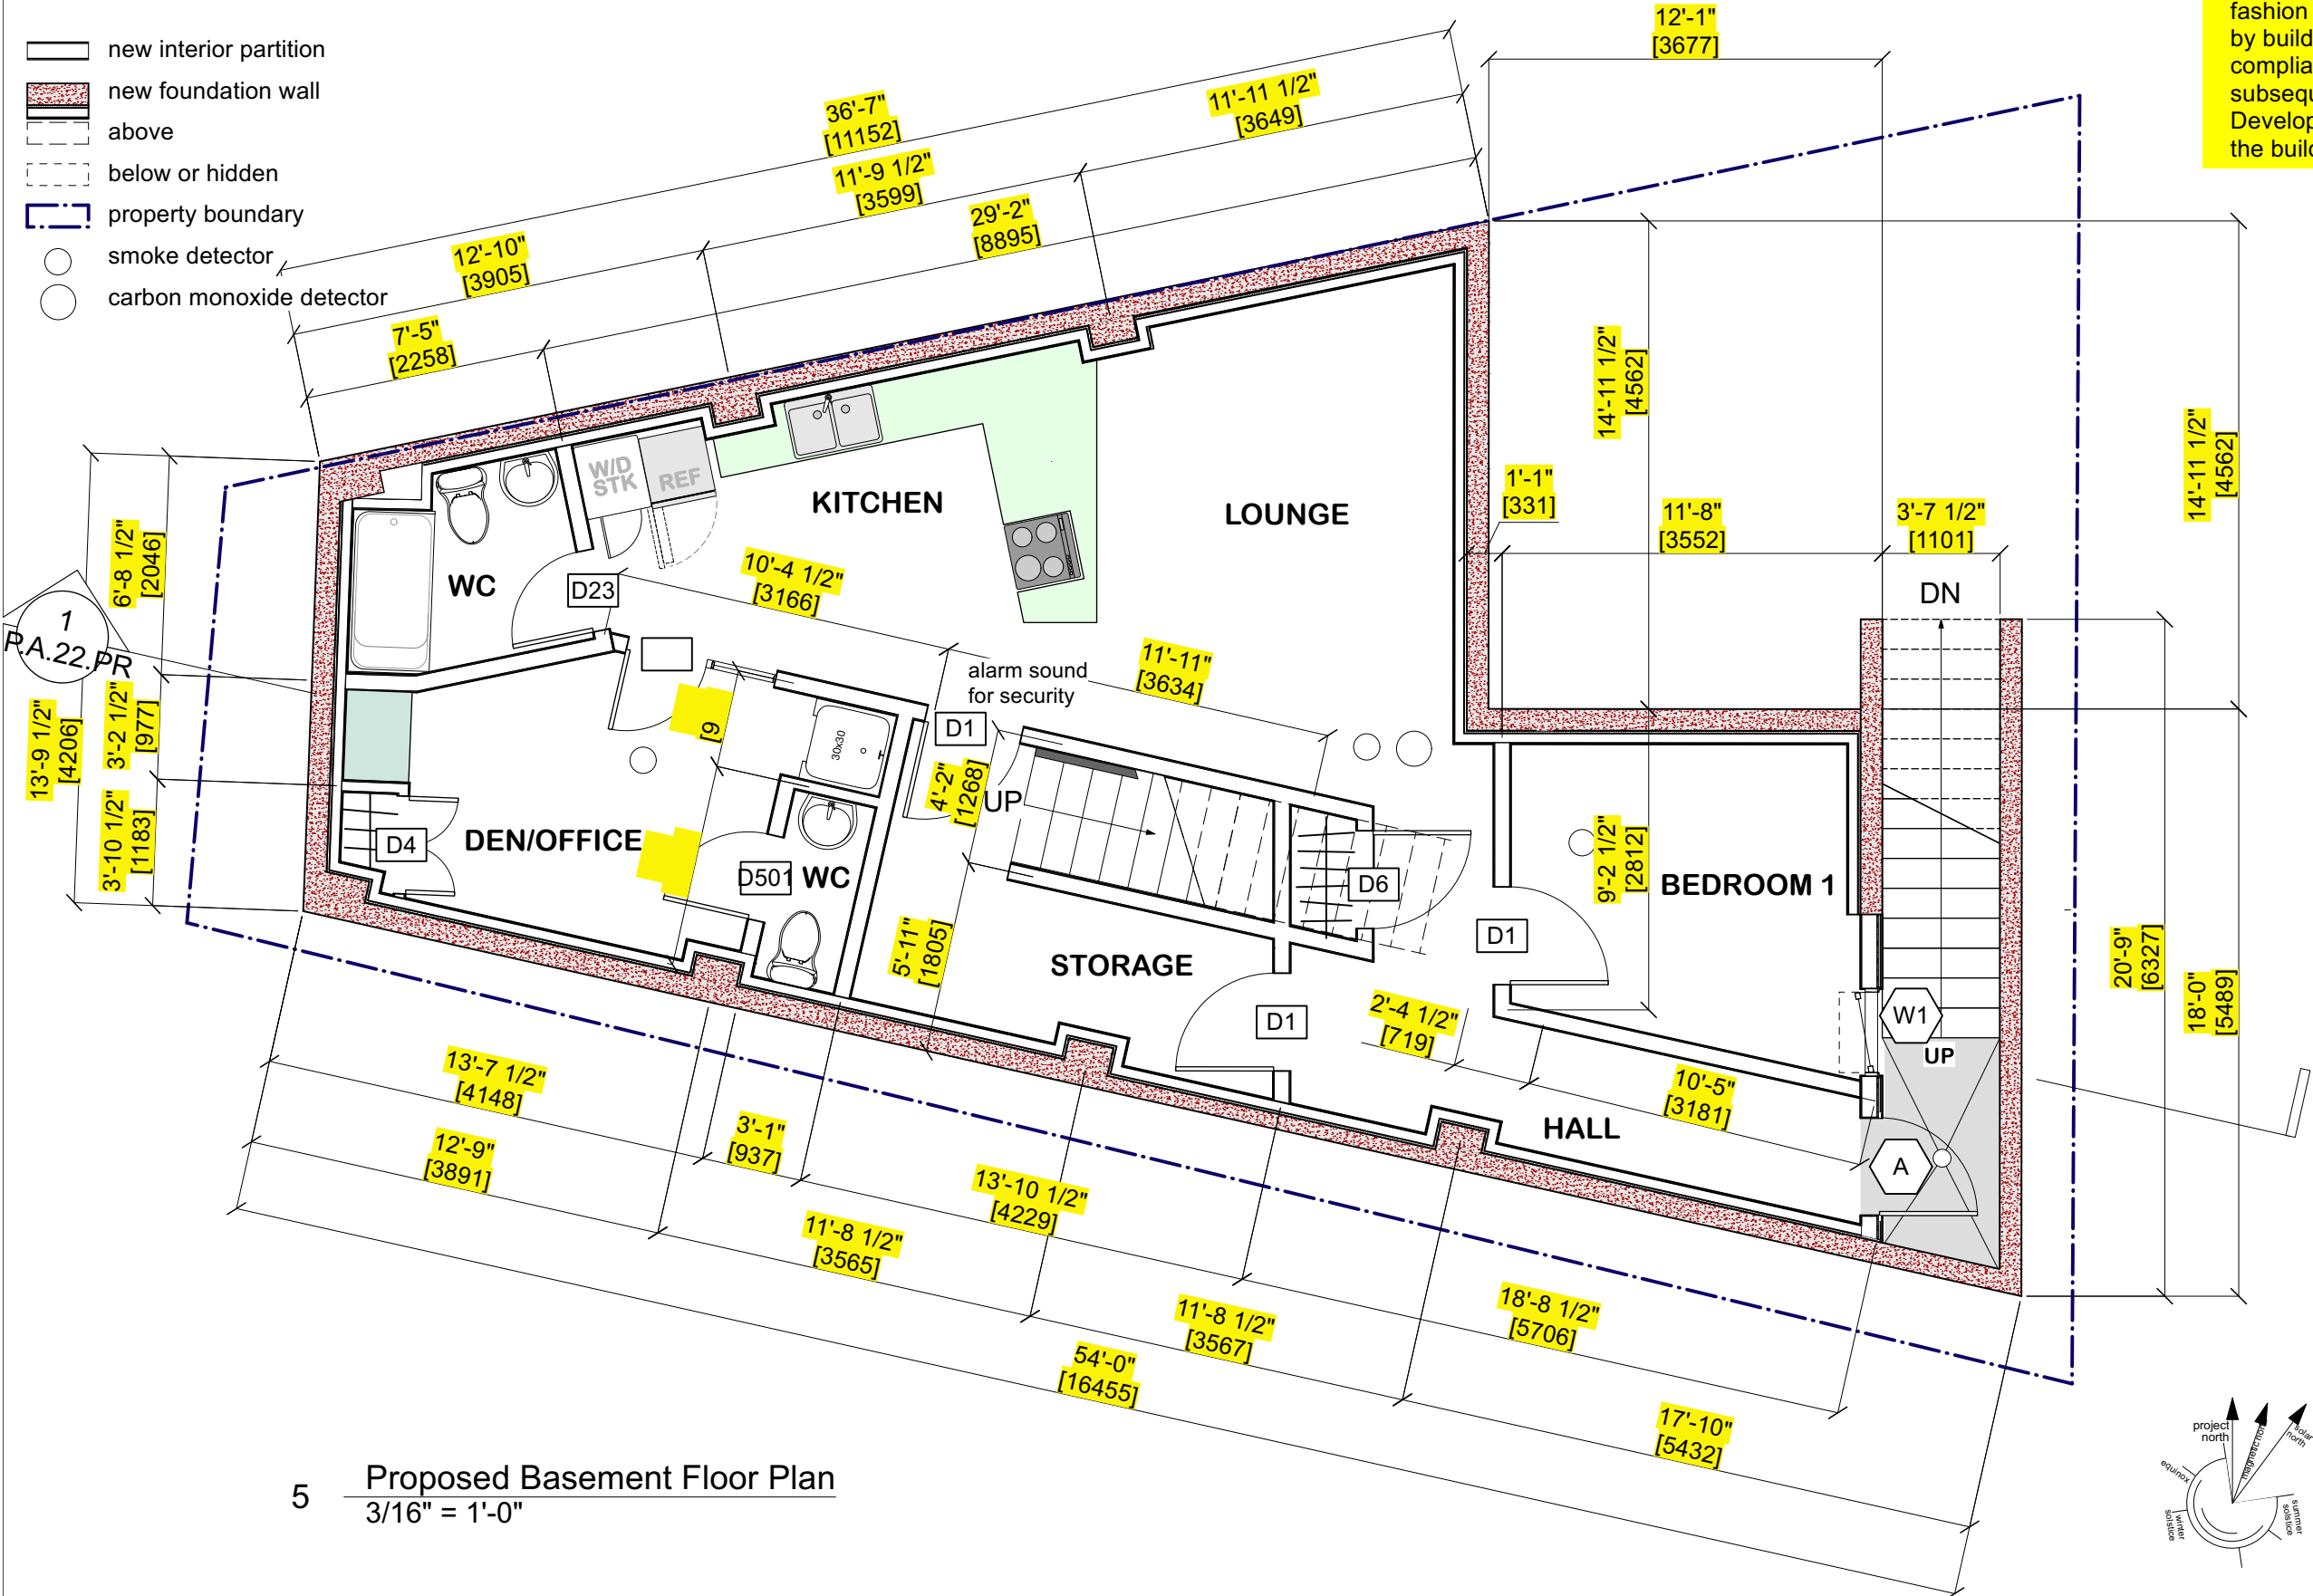 new interior partition
new foundation wall
above
below or hidden
property boundary
smoke detector
carbon monoxide detector
fashion
by build
complia
subsequ
Develop
the build
12'-1"
[3677]
36'-7"
[11152]
11'-11 1/2"
[3649]
11'-9 1/2"
[3599]
29'-2"
[8895]
12'-10"
[3905]
7'-5"
[2258]
14'-11 1/2"
[4562]
14'-11 1/2"
[4562]
1'-1"
[331]
11'-8"
[3552]
3'-7 1/2"
[1101]
6'-8 1/2"
[2046]
3'-2 1/2"
[977]
3'-10 1/2"
[1183]
13'-9 1/2"
[4206]
1
P.A.22.PR
W/D
STK
REF
KITCHEN
LOUNGE
WC
D23
10'-4 1/2"
[3166]
11'-11"
[3634]
alarm sound
for security
DN
[9
30x30
D1
4'-2"
[1268]
UP
D4
DEN/OFFICE
D501
WC
D6
9'-2 1/2"
[2812]
BEDROOM 1
D1
5'-11"
[1805]
STORAGE
D1
2'-4 1/2"
[719]
W1
UP
20'-9"
[6327]
18'-0"
[5489]
10'-5"
[3181]
HALL
A
13'-7 1/2"
[4148]
3'-1"
[937]
13'-10 1/2"
[4229]
18'-8 1/2"
[5706]
12'-9"
[3891]
11'-8 1/2"
[3565]
11'-8 1/2"
[3567]
17'-10"
[5432]
54'-0"
[16455]
5
Proposed Basement Floor Plan
3/16" = 1'-0"
project
north
magnetic north
solar
north
equinox
winter
solstice
summer
solstice